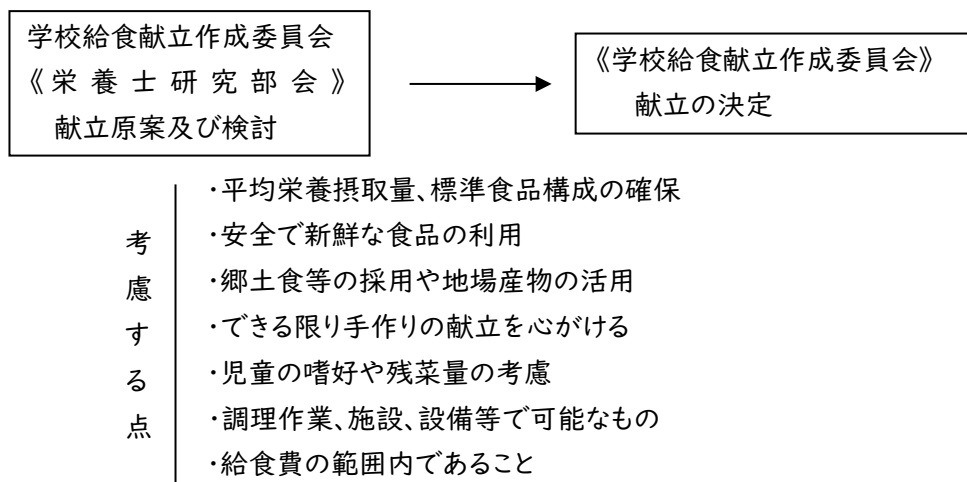 学校給食献立作成委員会
《栄養士研究部会》
献立原案及び検討
《学校給食献立作成委員会》
献立の決定
考慮する点
・平均栄養摂取量、標準食品構成の確保
・安全で新鮮な食品の利用
・郷土食等の採用や地場産物の活用
・できる限り手作りの献立を心がける
・児童の嗜好や残菜量の考慮
・調理作業、施設、設備等で可能なもの
・給食費の範囲内であること